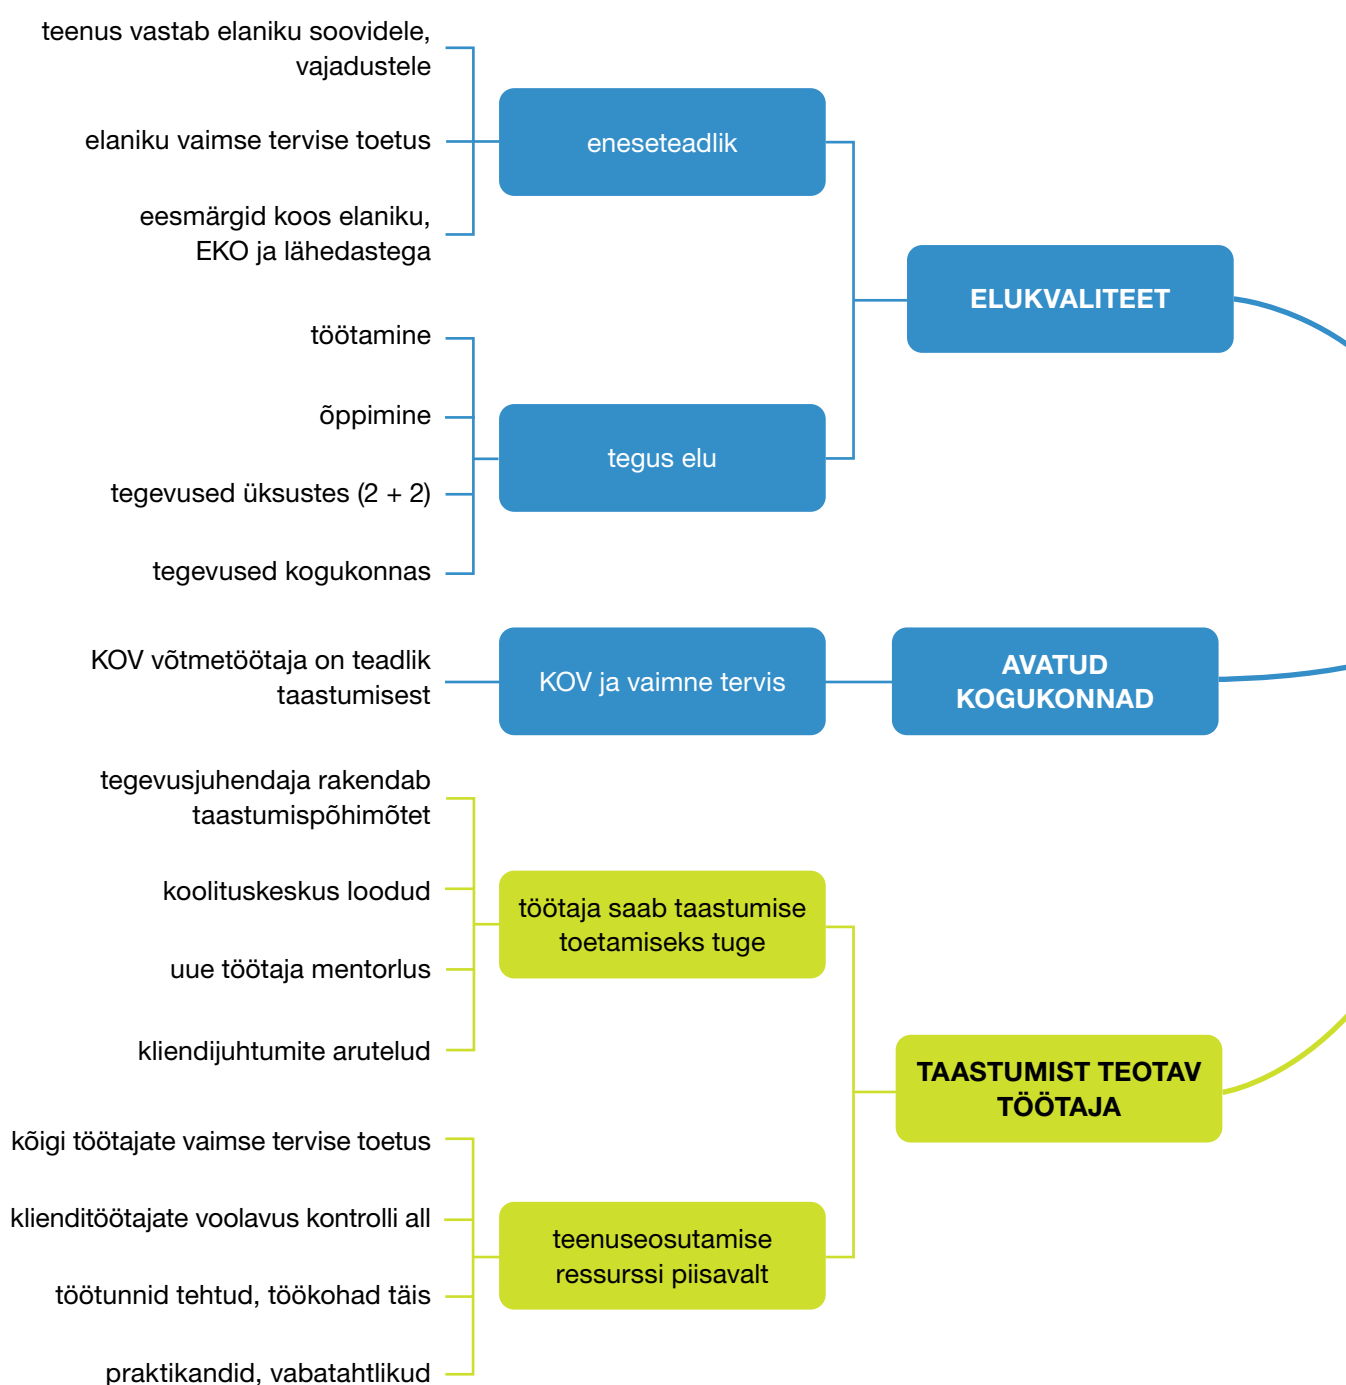 teenus vastab elaniku soovidele,
vajadustele
elaniku vaimse tervise toetus
eesmärgid koos elaniku,
EKO ja lähedastega
eneseteadlik
töötamine
õppimine
tegevused üksustes (2 + 2)
tegevused kogukonnas
tegus elu
ELUKVALITEET
KOV võtmetöötaja on teadlik
taastumisest
KOV ja vaimne tervis
AVATUD
KOGUKONNAD
tegevusjuhendaja rakendab
taastumispõhimõtet
koolituskeskus loodud
uue töötaja mentorlus
kliendijuhtumite arutelud
töötaja saab taastumise
toetamiseks tuge
kõigi töötajate vaimse tervise toetus
klienditöötajate voolavus kontrolli all
töötunnid tehtud, töökohad täis
praktikandid, vabatahtlikud
teenuseosutamise
ressurssi piisavalt
TAASTUMIST TEOTAV
TÖÖTAJA